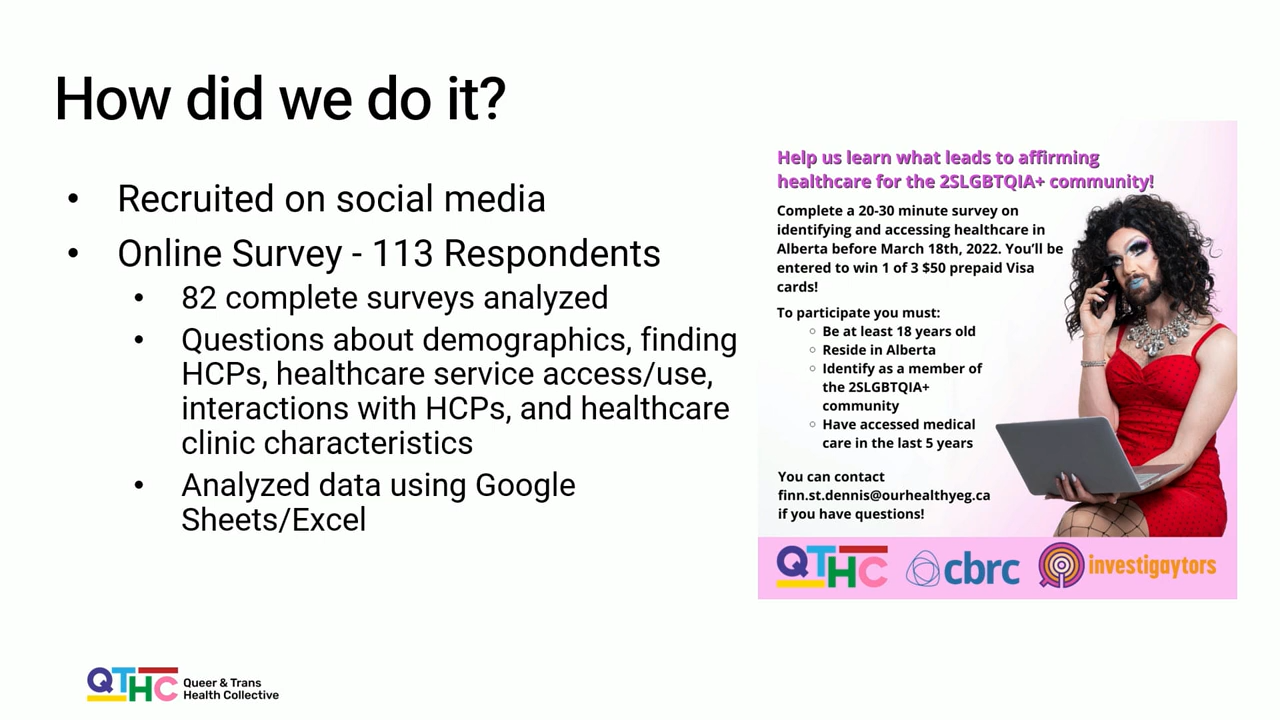 How did we do it?
• Recruited on social media
• Online Survey - 113 Respondents
• 82 complete surveys analyzed
• Questions about demographics, finding
HCPs, healthcare service access/use,
interactions with HCPs, and healthcare
clinic characteristics
• Analyzed data using Google
Sheets/Excel
Help us learn what leads to affirming
healthcare for the 2SLGBTQIA+ community!
Complete a 20-30 minute survey on
identifying and accessing healthcare in
Alberta before March 18th, 2022. You’ll be
entered to win 1 of 3 $50 prepaid Visa
cards!
To participate you must:
○ Be at least 18 years old
○ Reside in Alberta
○ Identify as a member of
the 2SLGBTQIA+
community
○ Have accessed medical
care in the last 5 years
You can contact
finn.st.dennis@ourhealthyeg.ca
if you have questions!
QTHC
cbrc
investigaytors
QTHC
Queer & Trans
Health Collective